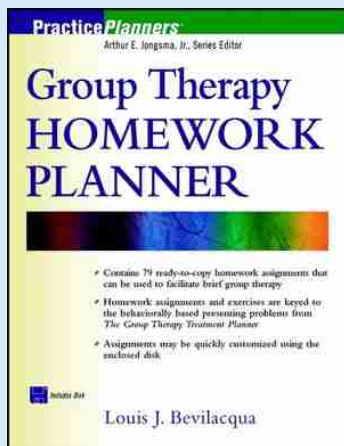 PracticePlanners®
Arthur E. Jongsma, Jr., Series Editor
Group Therapy
HOMEWORK
PLANNER
Contains 79 ready-to-copy homework assignments that
can be used to facilitate brief group therapy
Homework assignments and exercises are keyed to
the behaviorally based presenting problems from
The Group Therapy Treatment Planner
Assignments may be quickly customized using the
enclosed disk
Includes Disk
Louis J. Bevilacqua